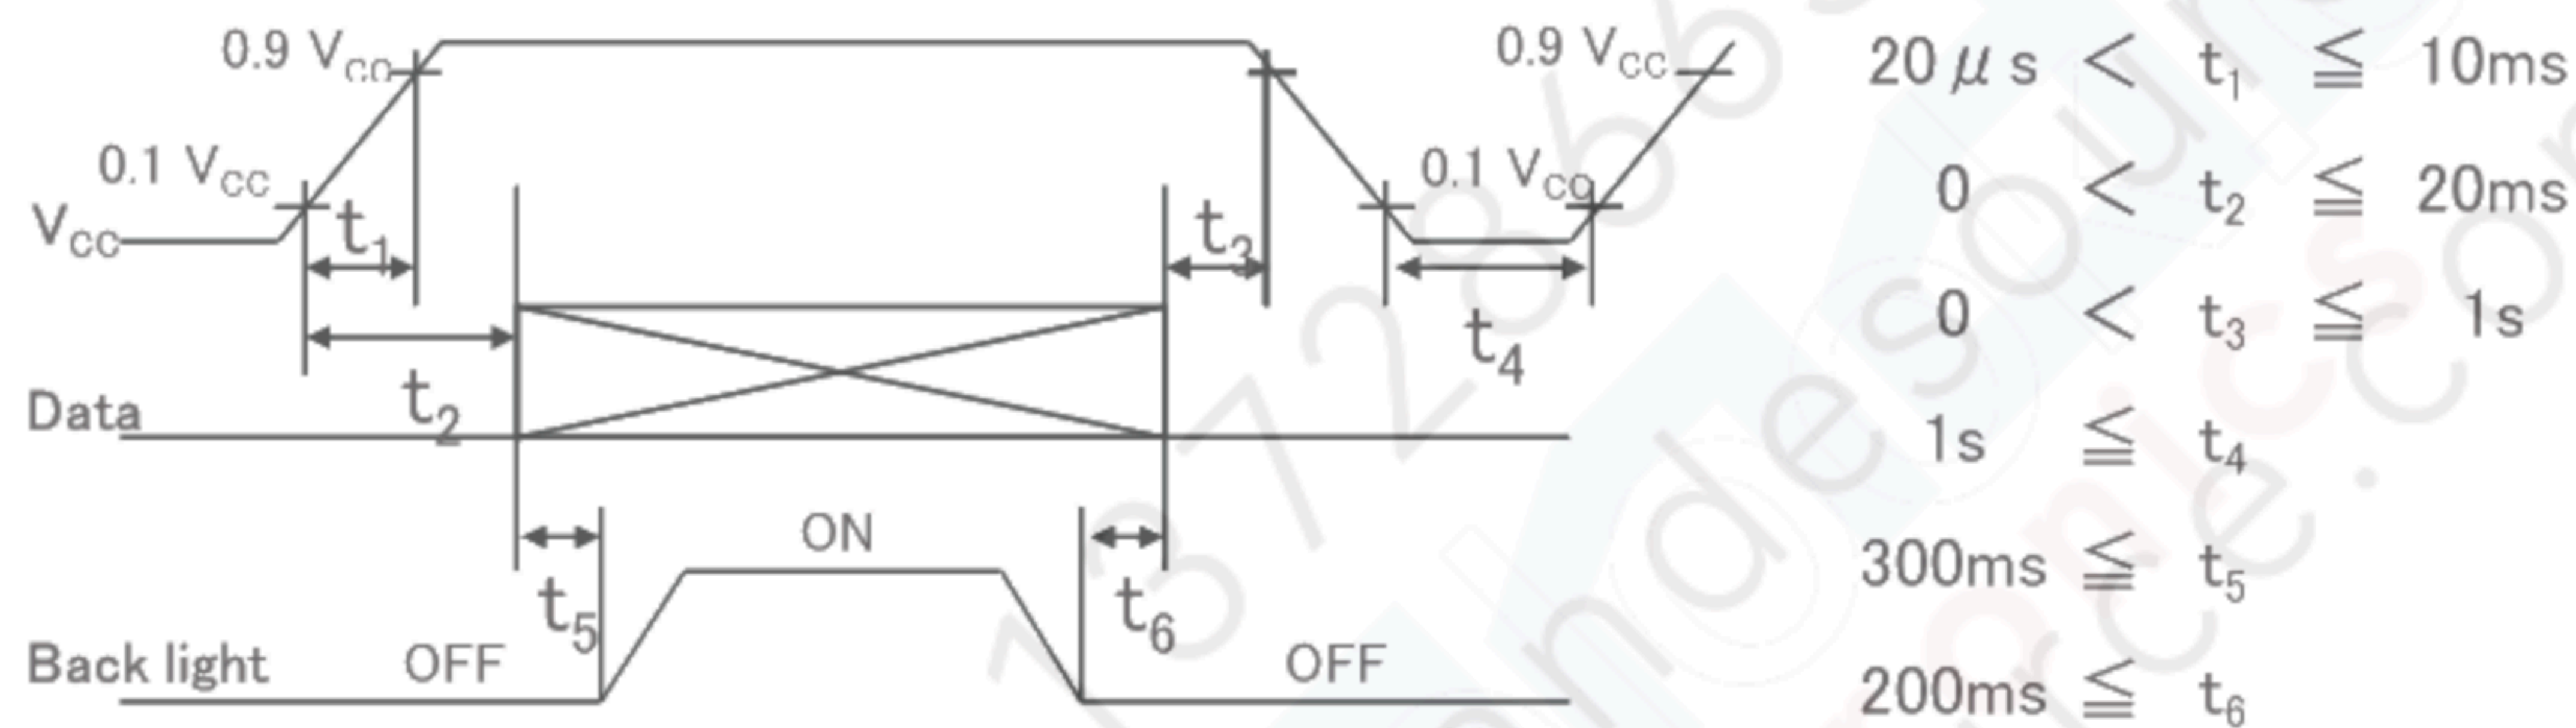 0.9 VCC
0.9 VCC
20μs < t1 ≦ 10ms
0.1 VCC
0.1 VCC
0 < t2 ≦ 20ms
VCC
t1
t3
t4
0 < t3 ≦ 1s
Data
t2
1s ≦ t4
ON
t5
t6
300ms ≦ t5
Back light
OFF
OFF
200ms ≦ t6